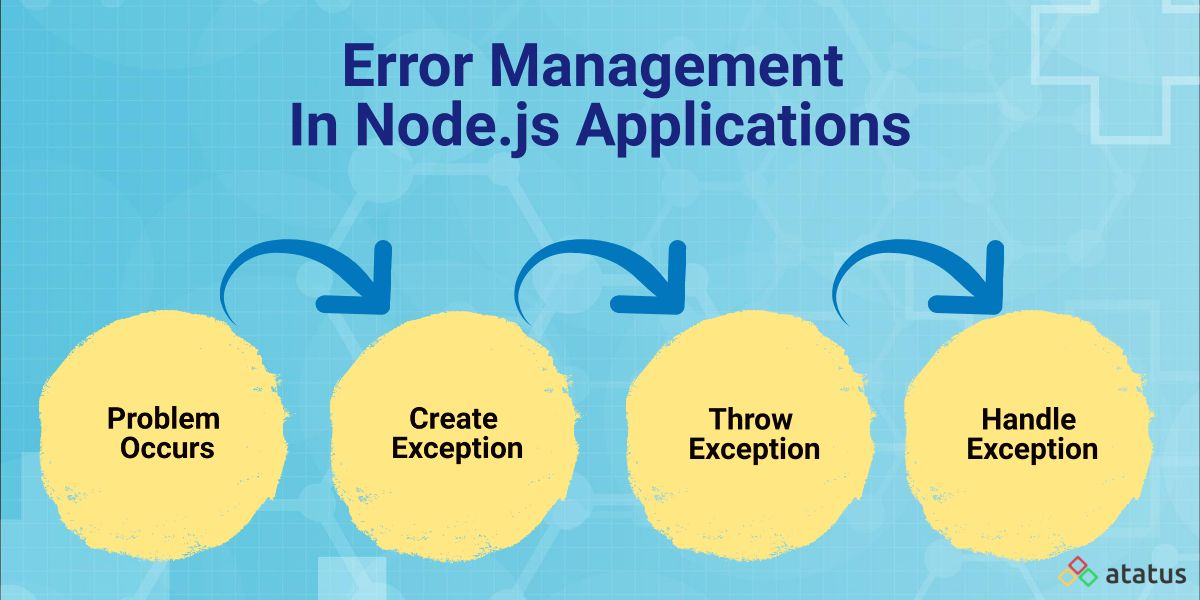 Error Management
In Node.js Applications
Problem
Occurs
Create
Exception
Throw
Exception
Handle
Exception
atatus